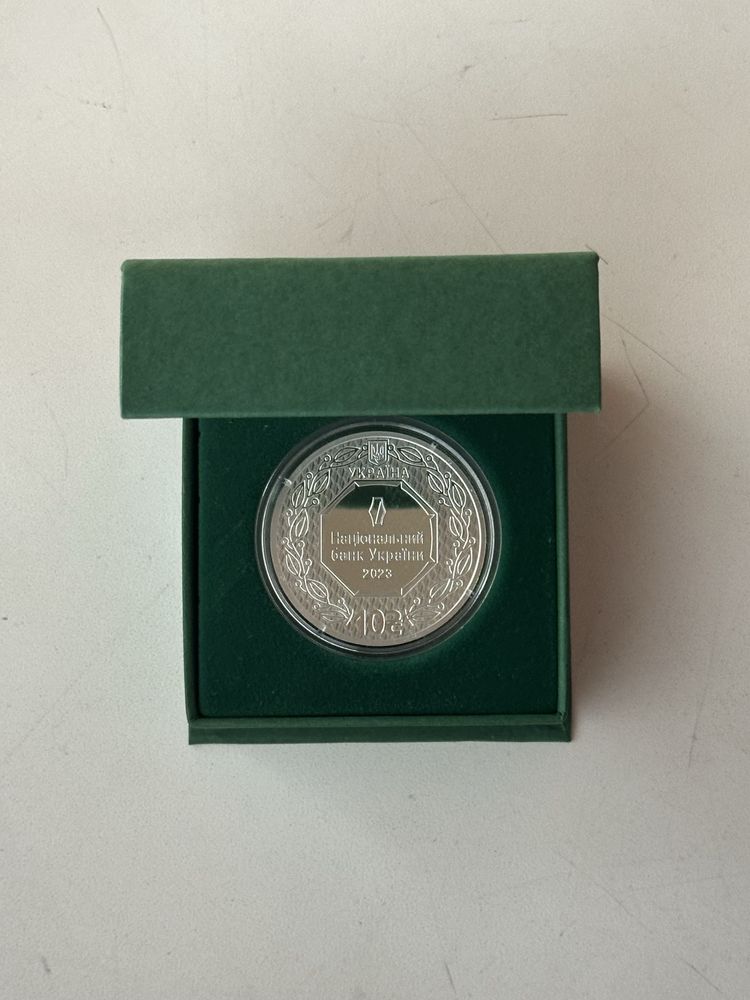 УКРАЇНА
Національний
банк України
2023
10₴